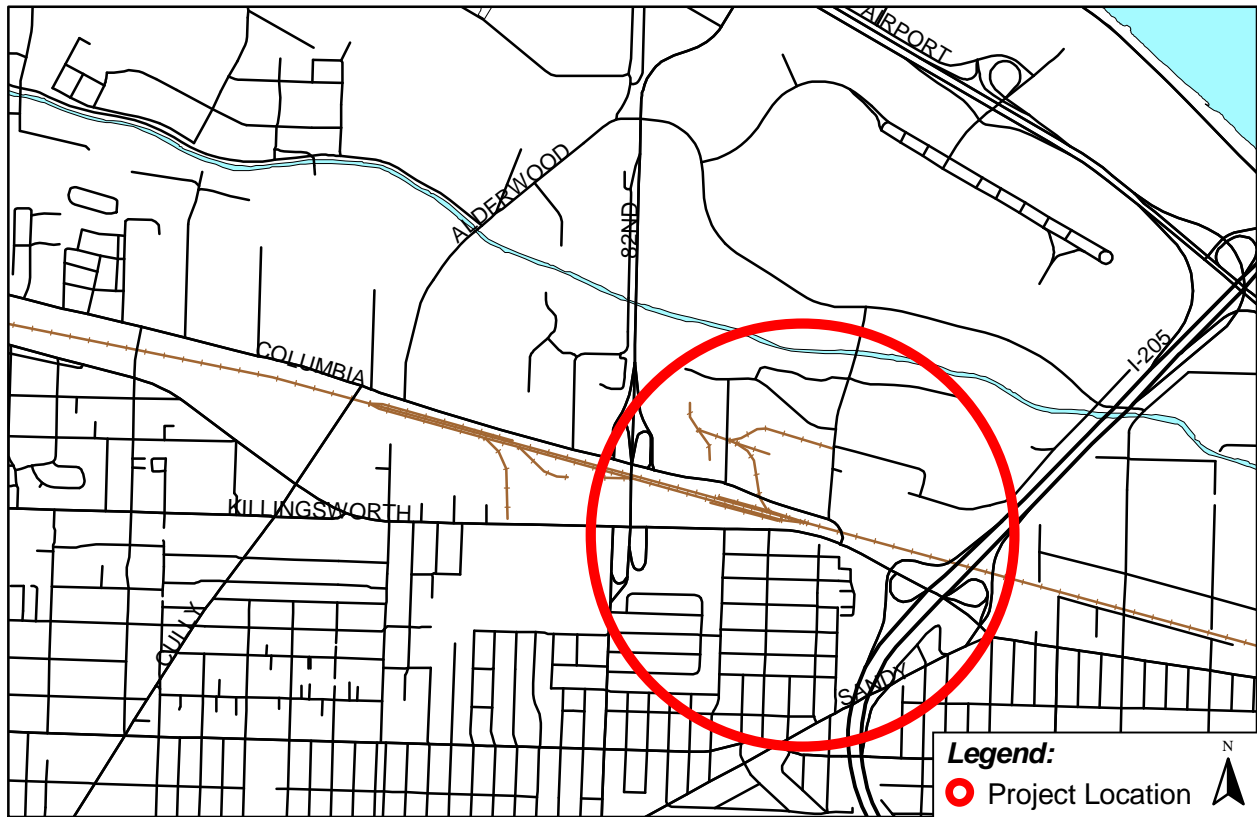 AIRPORT
ALDERWOOD
82ND
I-205
COLUMBIA
KILLINGSWORTH
CULLY
SANDY
Legend:
Project Location
N